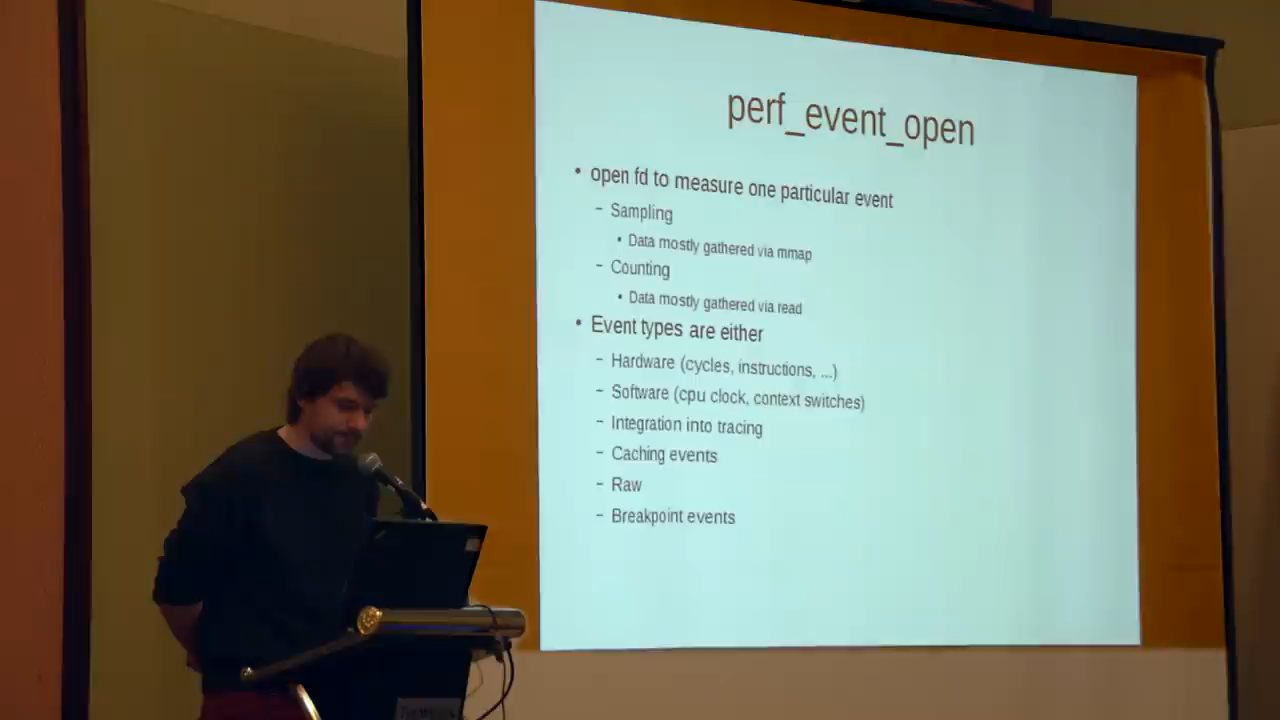 perf_event_open
• open fd to measure one particular event
– Sampling
• Data mostly gathered via mmap
– Counting
• Data mostly gathered via read
• Event types are either
– Hardware (cycles, instructions, ...)
– Software (cpu clock, context switches)
– Integration into tracing
– Caching events
– Raw
– Breakpoint events